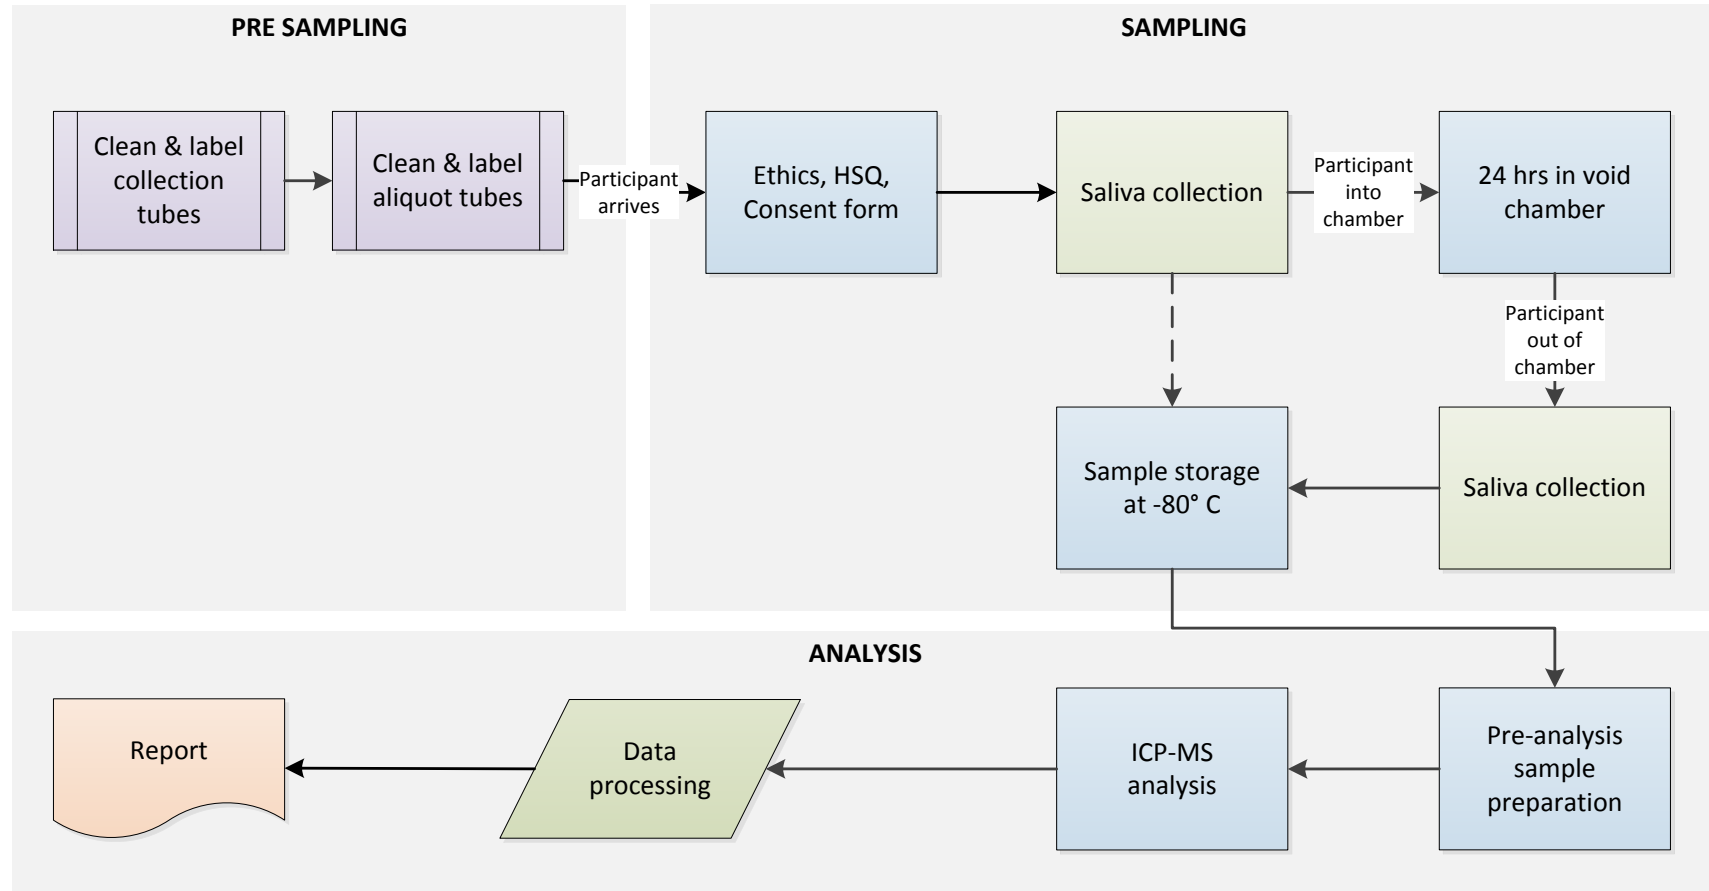 PRE SAMPLING
Clean & label
collection
tubes
Clean & label
aliquot tubes
Participant
arrives
SAMPLING
Ethics, HSQ,
Consent form
Saliva collection
Participant
into
chamber
24 hrs in void
chamber
Participant
out of
chamber
Saliva collection
Sample storage
at -80° C
ANALYSIS
Pre-analysis
sample
preparation
ICP-MS
analysis
Data
processing
Report